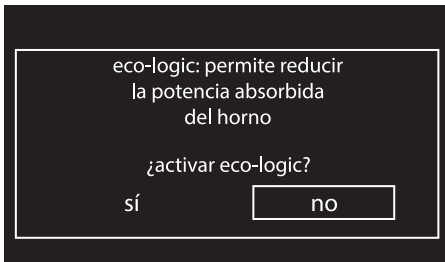 eco-logic: permite reducir
la potencia absorbida
del horno
¿activar eco-logic?
sí no